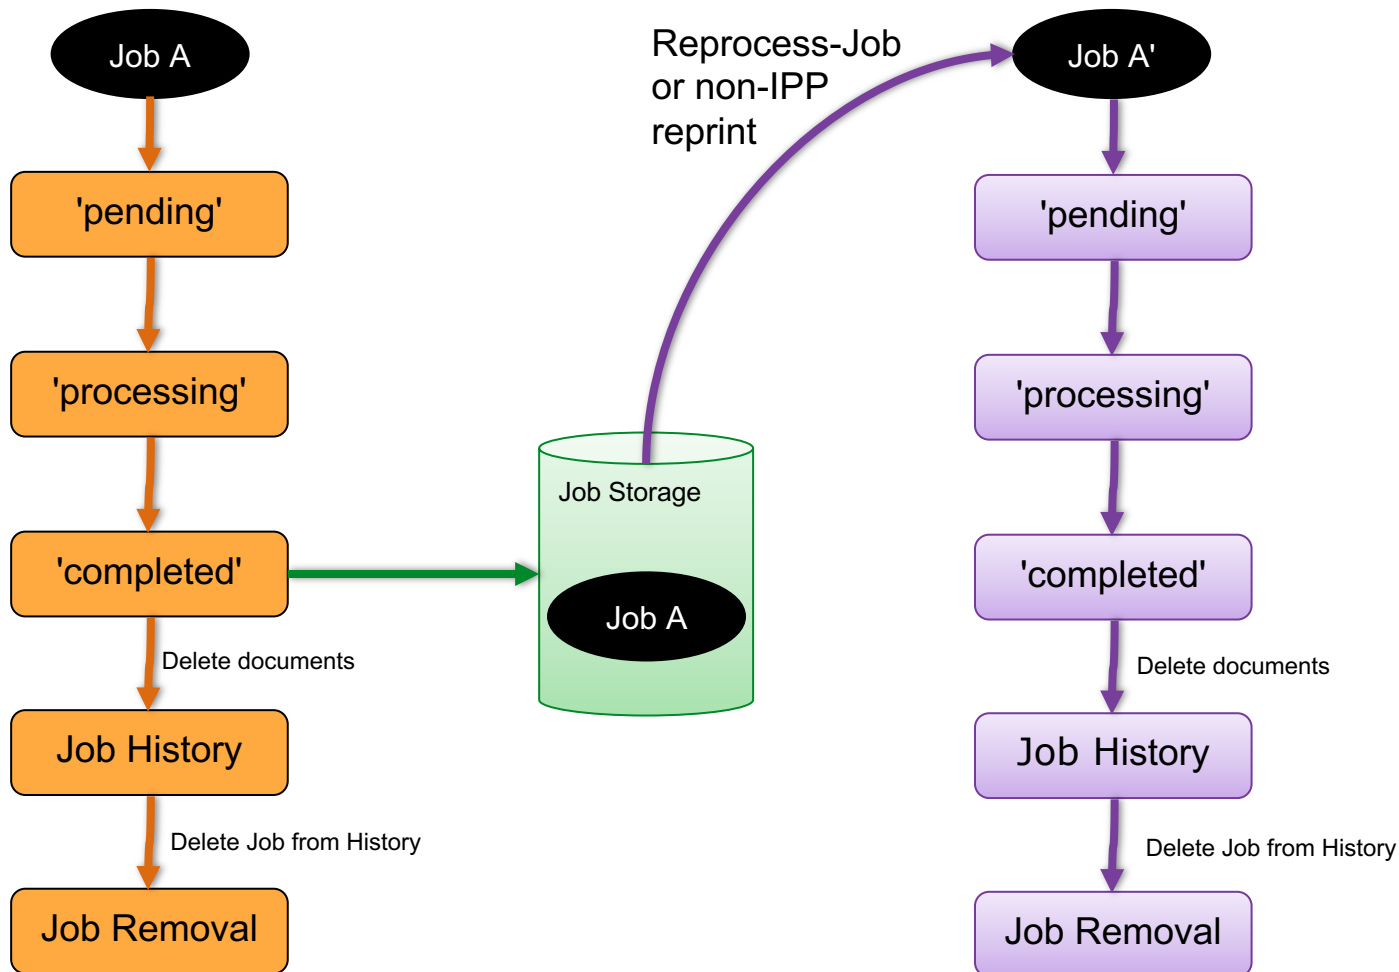 Job A
'pending'
'processing'
'completed'
Delete documents
Job History
Delete Job from History
Job Removal
Job Storage
Job A
Reprocess-Job
or non-IPP
reprint
Job A'
'pending'
'processing'
'completed'
Delete documents
Job History
Delete Job from History
Job Removal